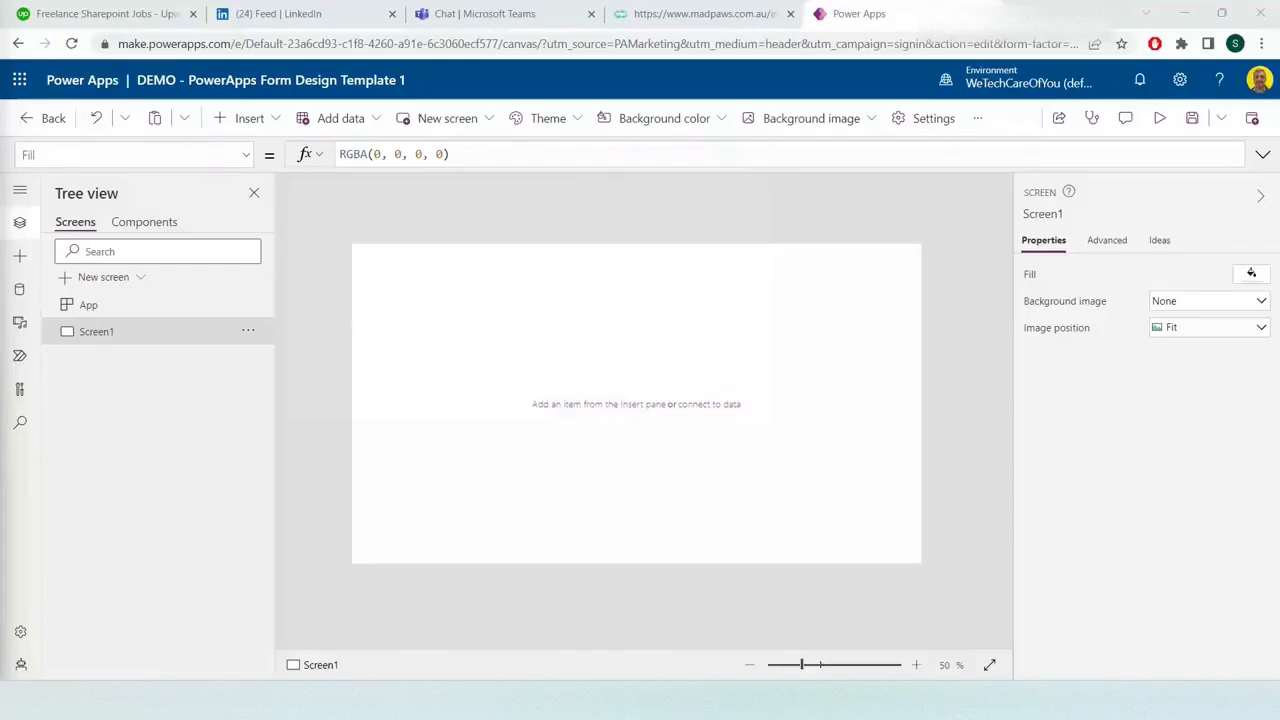 Freelance Sharepoint Jobs - Upw
(24) Feed | LinkedIn
Chat | Microsoft Teams
https://www.madpaws.com.au/in
Power Apps
make.powerapps.com/e/Default-23a6cd93-c1f8-4260-a91e-6c3000ecf577/canvas?utm_source=PAMarketing&utm_medium=header&utm_campaign=signin&action=edit&form-factor=...
S
Power Apps | DEMO - PowerApps Form Design Template 1
Environment
WeTechCareOfYou (def...
Back
Insert
Add data
New screen
Theme
Background color
Background image
Settings
Fill
=
fx
RGBA(0, 0, 0, 0)
Tree view
Screens
Components
Search
New screen
App
Screen1
Add an item from the Insert pane or connect to data
SCREEN
Screen1
Properties
Advanced
Ideas
Fill
Background image
None
Image position
Fit
Screen1
50 %